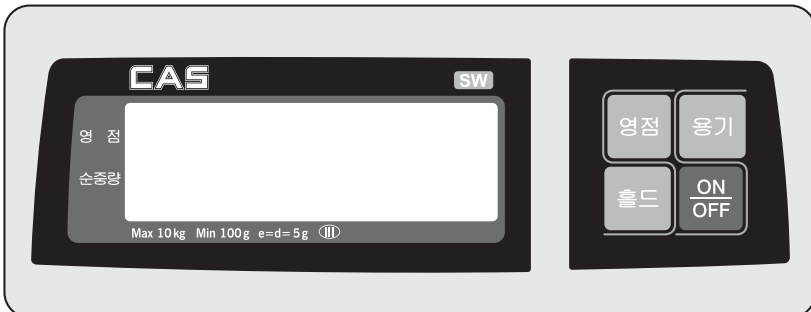 CAS
SW
영 점
순중량
Max 10kg Min 100g e=d=5g III
영점 용기
홀드 ON
OFF